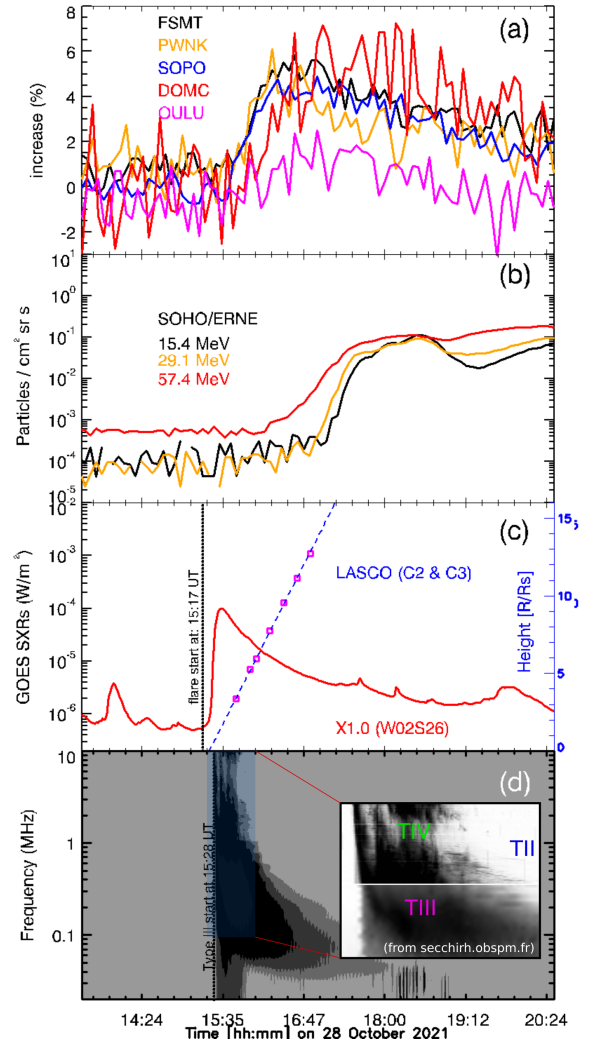 FSMT
PWNK
SOPO
DOMC
OULU
(a)
increase (%)
8
6
4
2
0
-2
SOHO/ERNE
15.4 MeV
29.1 MeV
57.4 MeV
(b)
Particles / cm² sr s
10¹
10⁰
10⁻¹
10⁻²
10⁻³
10⁻⁴
10⁻⁵
(c)
LASCO (C2 & C3)
X1.0 (W02S26)
flare start at: 15:17 UT
GOES SXRs (W/m²)
10⁻²
10⁻³
10⁻⁴
10⁻⁵
10⁻⁶
Height [R/Rs]
15
10
5
0
(d)
TIV
TII
TIII
(from secchirh.obspm.fr)
Type III start at 15:28 UT
Frequency (MHz)
10
1
0.1
14:24 15:35 16:47 18:00 19:12 20:24
Time [hh:mm] on 28 October 2021